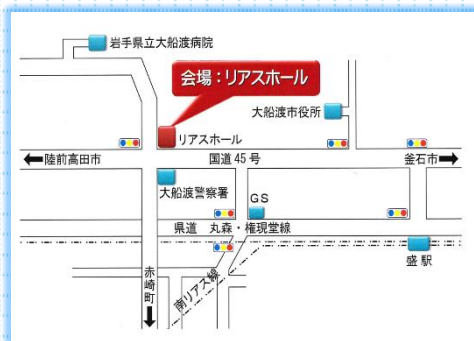 岩手県立大船渡病院
会場：リアスホール
大船渡市役所
リアスホール
陸前高田市
国道45号
釜石市
大船渡警察署
GS
県道 丸森・権現堂線
盛駅
赤崎町
南リアス線